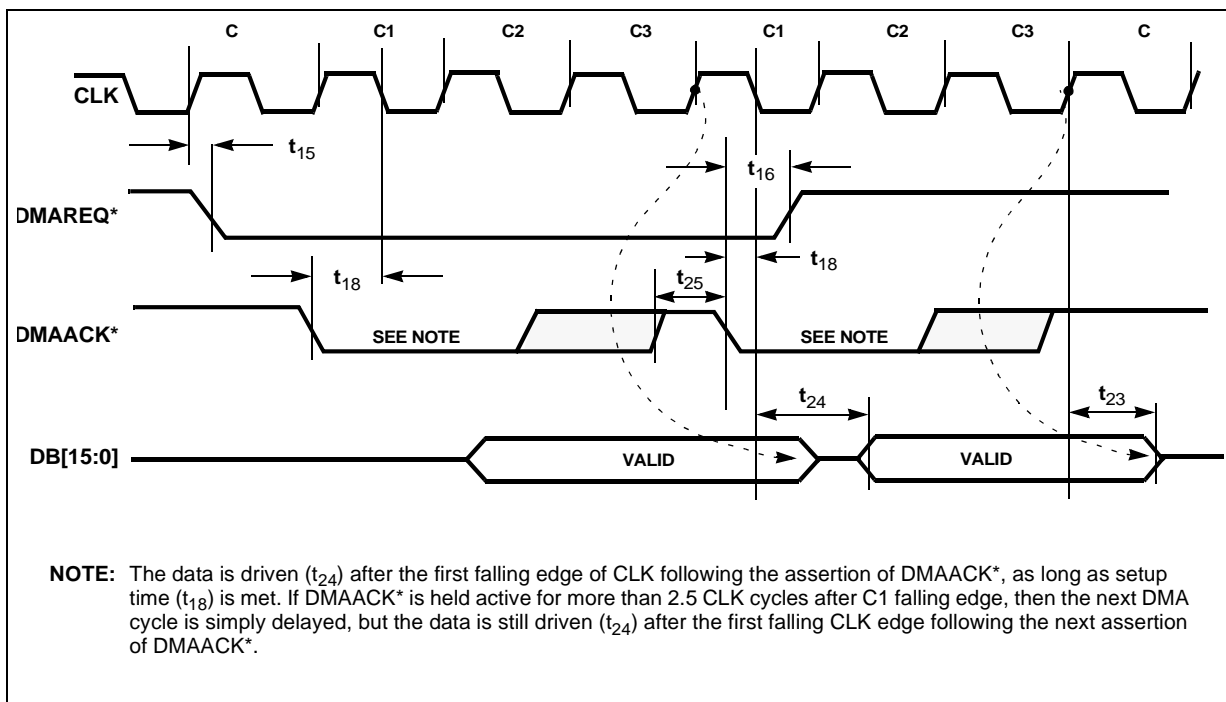 C C1 C2 C3 C1 C2 C3 C
CLK
t15
t16
DMAREQ*
t18
t18
t25
DMAACK*
SEE NOTE
SEE NOTE
t24
t23
DB[15:0]
VALID
VALID
NOTE: The data is driven (t24) after the first falling edge of CLK following the assertion of DMAACK*, as long as setup
time (t18) is met. If DMAACK* is held active for more than 2.5 CLK cycles after C1 falling edge, then the next DMA
cycle is simply delayed, but the data is still driven (t24) after the first falling CLK edge following the next assertion
of DMAACK*.